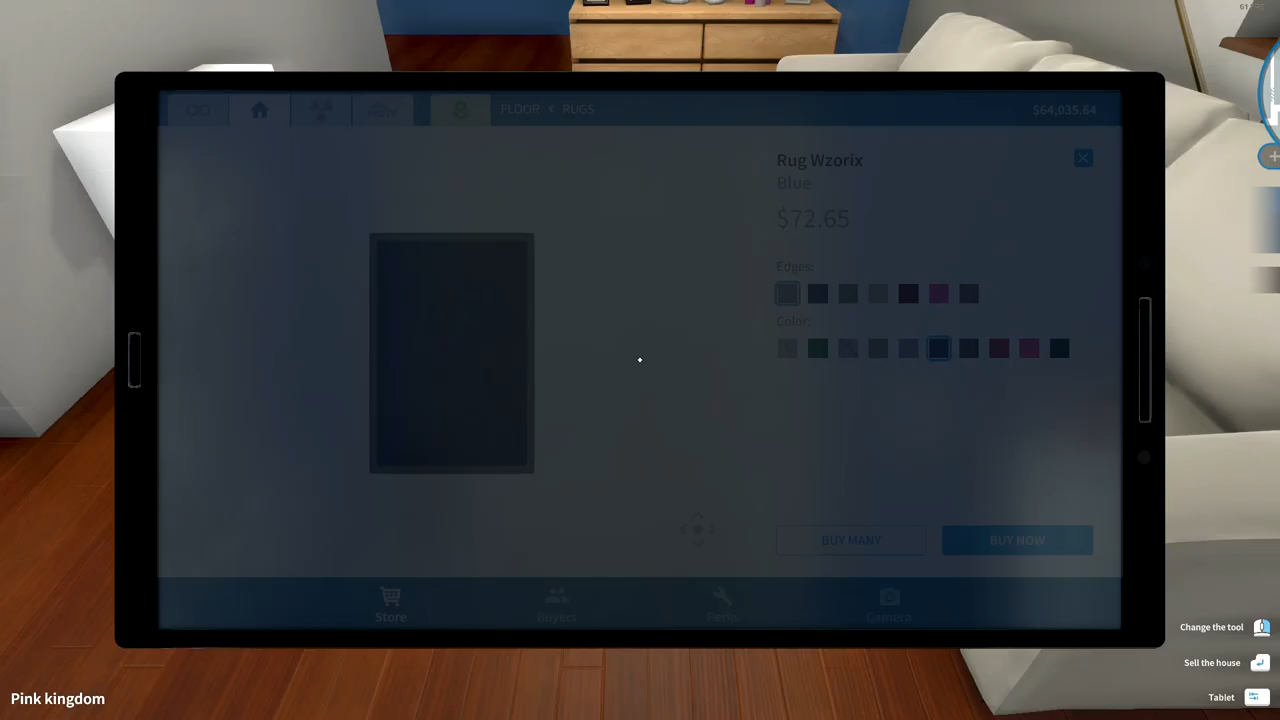 FLOOR < RUGS
$64,035.64
Rug Wzorix
Blue
$72.65
Edges:
Color:
BUY MANY
BUY NOW
Store
Buyers
Perks
Camera
Change the tool
Sell the house
Tablet
Pink kingdom